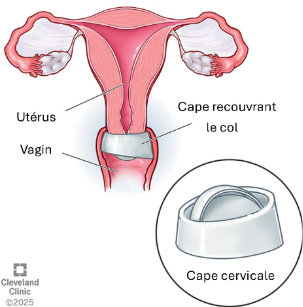 Utérus
Cape recouvrant
le col
Vagin
Cape cervicale
Cleveland
Clinic
©2025